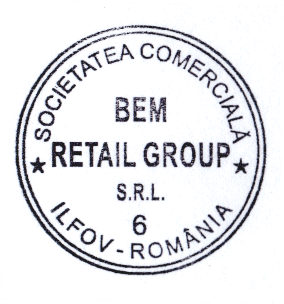 SOCIETATEA COMERCIALĂ
BEM
★ RETAIL GROUP ★
S.R.L.
6
ILFOV - ROMÂNIA